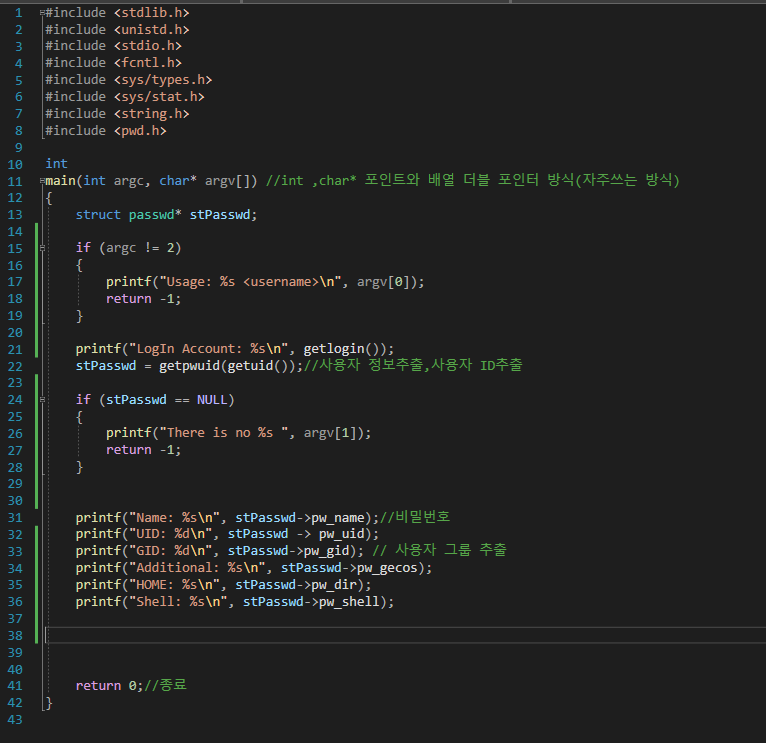 1 #include <stdlib.h>
2 #include <unistd.h>
3 #include <stdio.h>
4 #include <fcntl.h>
5 #include <sys/types.h>
6 #include <sys/stat.h>
7 #include <string.h>
8 #include <pwd.h>
9
10 int
11 main(int argc, char* argv[]) //int ,char* 포인트와 배열 더블 포인터 방식(자주쓰는 방식)
12 {
13     struct passwd* stPasswd;
14
15     if (argc != 2)
16     {
17         printf("Usage: %s <username>\n", argv[0]);
18         return -1;
19     }
20
21     printf("LogIn Account: %s\n", getlogin());
22     stPasswd = getpwuid(getuid());//사용자 정보추출,사용자 ID추출
23
24     if (stPasswd == NULL)
25     {
26         printf("There is no %s ", argv[1]);
27         return -1;
28     }
29
30
31     printf("Name: %s\n", stPasswd->pw_name);//비밀번호
32     printf("UID: %d\n", stPasswd -> pw_uid);
33     printf("GID: %d\n", stPasswd->pw_gid); // 사용자 그룹 추출
34     printf("Additional: %s\n", stPasswd->pw_gecos);
35     printf("HOME: %s\n", stPasswd->pw_dir);
36     printf("Shell: %s\n", stPasswd->pw_shell);
37
38
39
40
41     return 0;//종료
42 }
43